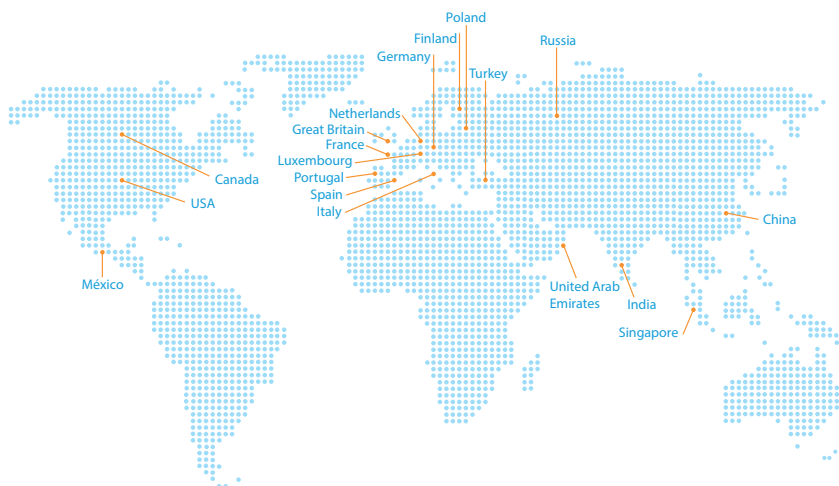 Poland
Finland
Russia
Germany
Turkey
Netherlands
Great Britain
France
Luxembourg
Portugal
Canada
Spain
USA
Italy
China
México
United Arab
Emirates
India
Singapore